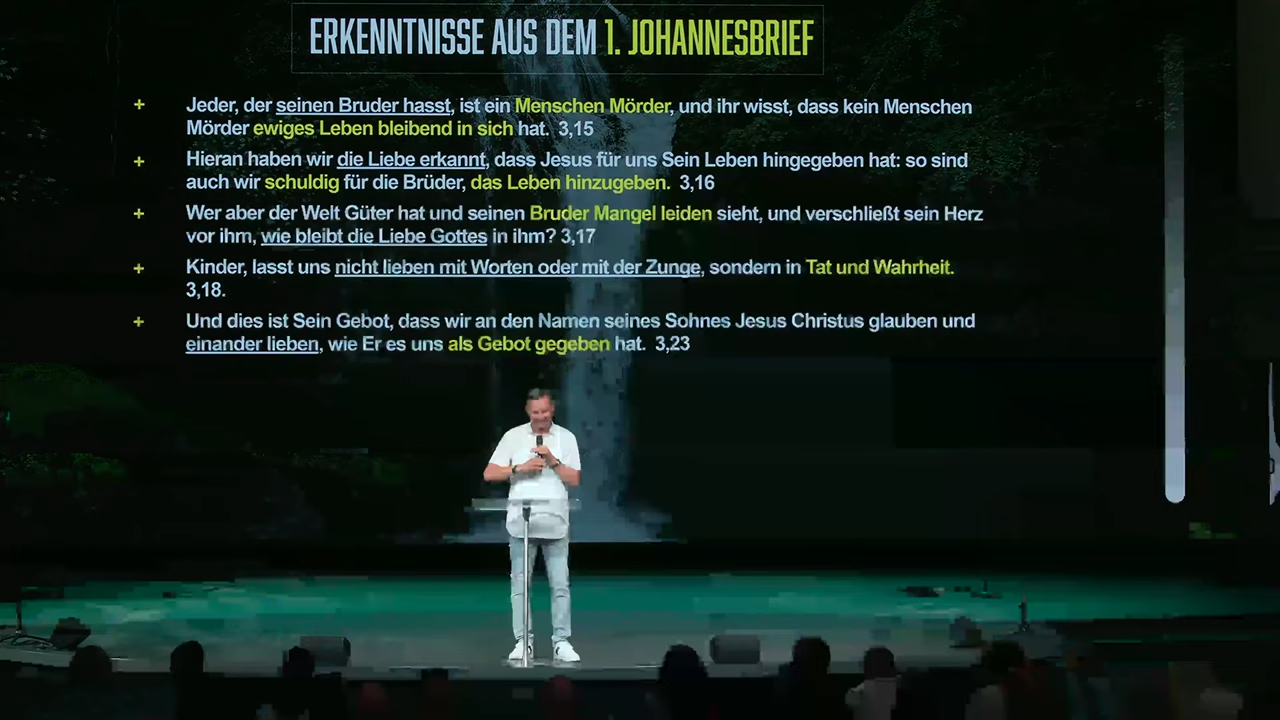 ERKENNTNISSE AUS DEM 1. JOHANNESBRIEF
+ Jeder, der seinen Bruder hasst, ist ein Menschen Mörder, und ihr wisst, dass kein Menschen
Mörder ewiges Leben bleibend in sich hat. 3,15
+ Hieran haben wir die Liebe erkannt, dass Jesus für uns Sein Leben hingegeben hat: so sind
auch wir schuldig für die Brüder, das Leben hinzugeben. 3,16
+ Wer aber der Welt Güter hat und seinen Bruder Mangel leiden sieht, und verschließt sein Herz
vor ihm, wie bleibt die Liebe Gottes in ihm? 3,17
+ Kinder, lasst uns nicht lieben mit Worten oder mit der Zunge, sondern in Tat und Wahrheit.
3,18.
+ Und dies ist Sein Gebot, dass wir an den Namen seines Sohnes Jesus Christus glauben und
einander lieben, wie Er es uns als Gebot gegeben hat. 3,23